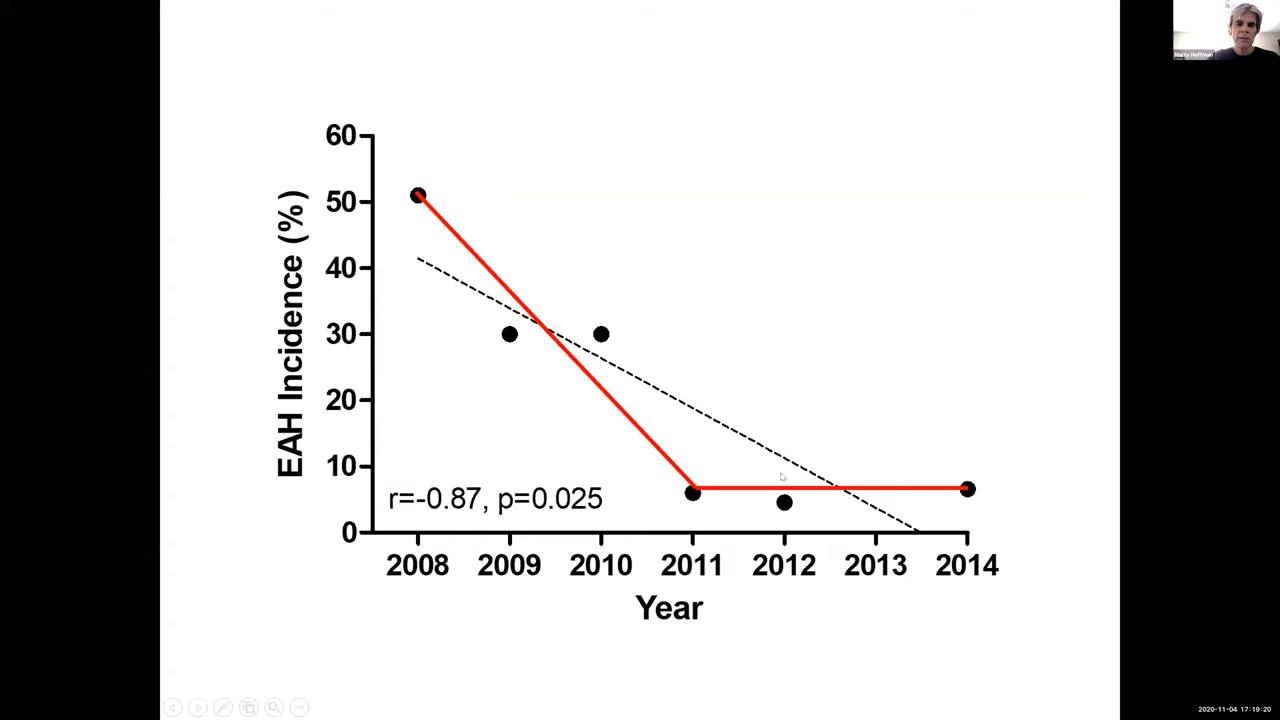 Marty Hoffman
60
50
40
30
20
10
0
EAH Incidence (%)
r=-0.87, p=0.025
2008 2009 2010 2011 2012 2013 2014
Year
2020-11-04 17:19:20